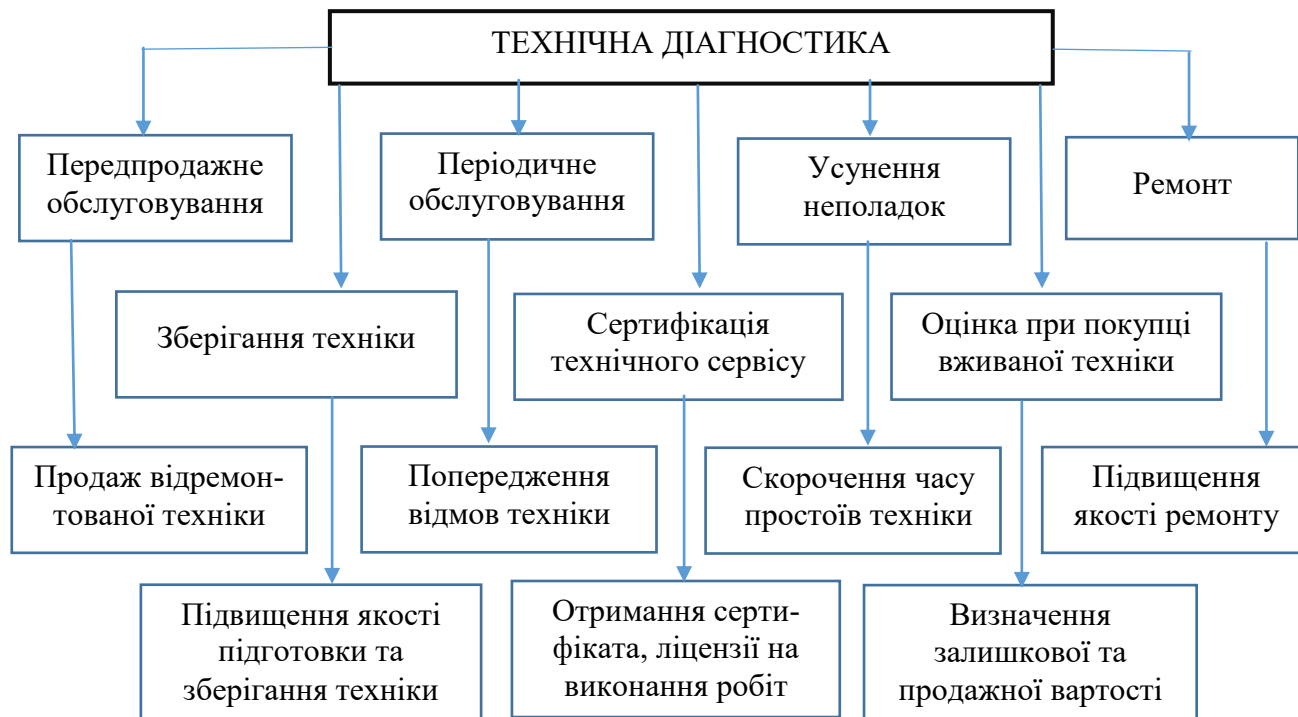 ТЕХНІЧНА ДІАГНОСТИКА
Передпродажне
обслуговування
Періодичне
обслуговування
Усунення
неполадок
Ремонт
Зберігання техніки
Сертифікація
технічного сервісу
Оцінка при покупці
вживаної техніки
Продаж відремон-
тованої техніки
Попередження
відмов техніки
Скорочення часу
простоїв техніки
Підвищення
якості ремонту
Підвищення якості
підготовки та
зберігання техніки
Отримання серти-
фіката, ліцензії на
виконання робіт
Визначення
залишкової та
продажної вартості